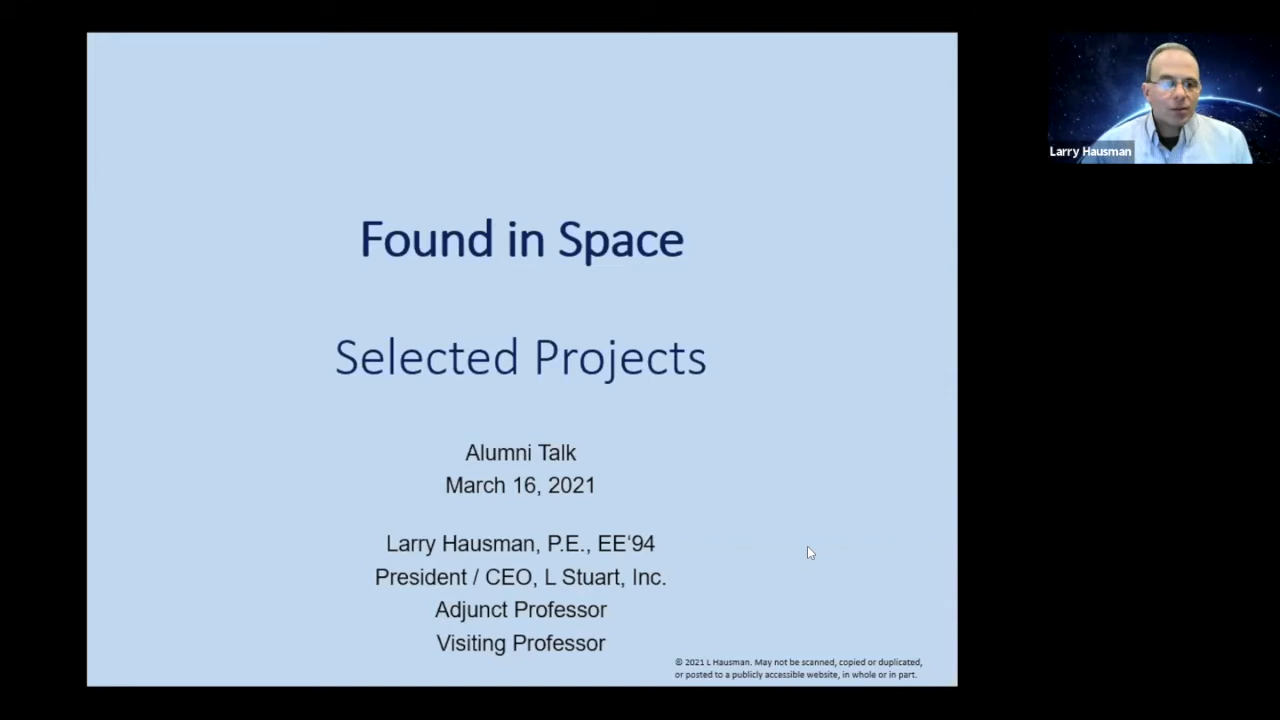 Found in Space
Selected Projects
Alumni Talk
March 16, 2021
Larry Hausman, P.E., EE‘94
President / CEO, L Stuart, Inc.
Adjunct Professor
Visiting Professor
© 2021 L Hausman. May not be scanned, copied or duplicated,
or posted to a publicly accessible website, in whole or in part.
Larry Hausman